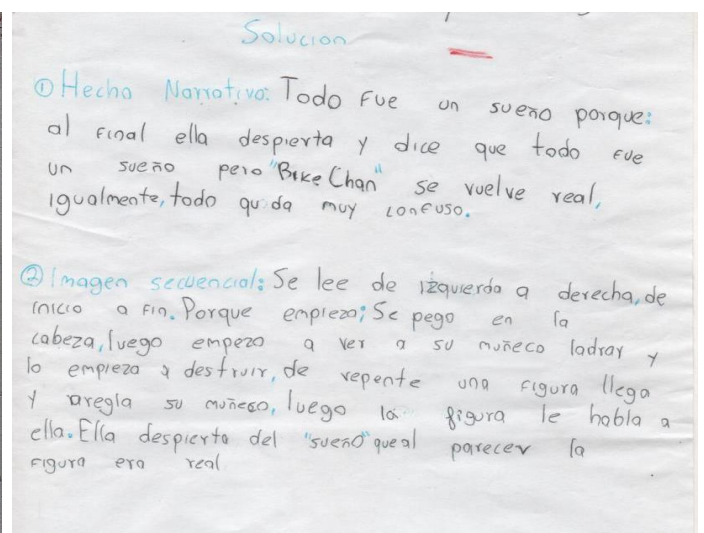 Solucion
① Hecho Narrativo: Todo fue un sueño porque:
al final ella despierta y dice que todo fue
un sueño pero "Bike Chan" se vuelve real,
igualmente, todo queda muy confuso.
② Imagen secuencial: Se lee de izquierda a derecha, de
inicio a fin. Porque empieza; Se pego en la
cabeza, luego empezo a ver a su muñeco ladrar y
lo empieza a destruir, de repente una figura llega
y aregla su muñeco, luego la figura le habla a
ella. Ella despierta del "sueño" que al parecer la
figura era real